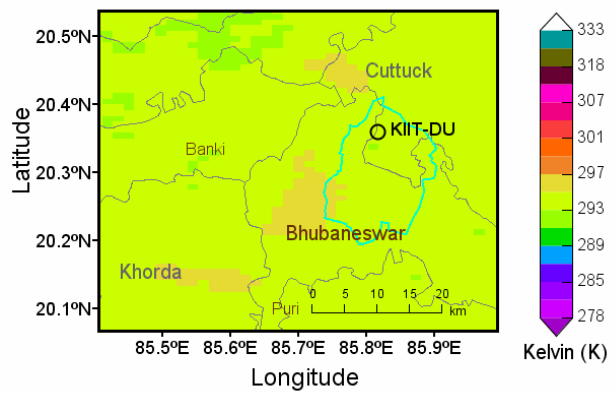 20.5ºN
20.4ºN
20.3ºN
20.2ºN
20.1ºN
Latitude
Cuttuck
KIIT-DU
Banki
Bhubaneswar
Khorda
Puri
0 5 10 15 20
km
85.5ºE 85.6ºE 85.7ºE 85.8ºE 85.9ºE
Longitude
333
318
310
307
301
297
293
289
285
278
Kelvin (K)